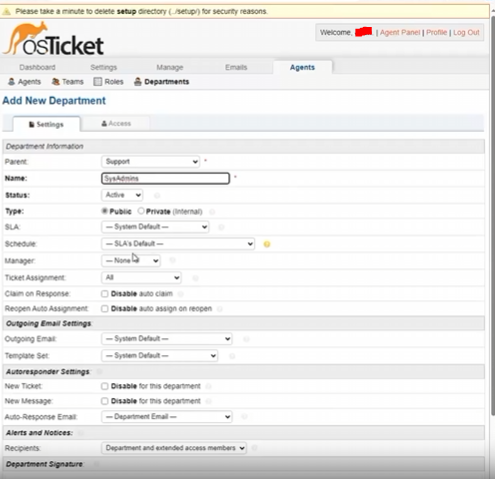 Please take a minute to delete setup directory (../setup/) for security reasons.
osTicket
Welcome, | Agent Panel | Profile | Log Out
Dashboard Settings Manage Emails Agents
Agents Teams Roles Departments
Add New Department
Settings Access
Department Information
Parent: Support *
Name: SysAdmins *
Status: Active
Type: Public Private (Internal)
SLA: — System Default —
Schedule: — SLA's Default —
Manager: — None —
Ticket Assignment: All
Claim on Response: Disable auto claim
Reopen Auto Assignment: Disable auto assign on reopen
Outgoing Email Settings:
Outgoing Email: — System Default —
Template Set: — System Default —
Autoresponder Settings:
New Ticket: Disable for this department
New Message: Disable for this department
Auto-Response Email: — Department Email —
Alerts and Notices:
Recipients: Department and extended access members
Department Signature